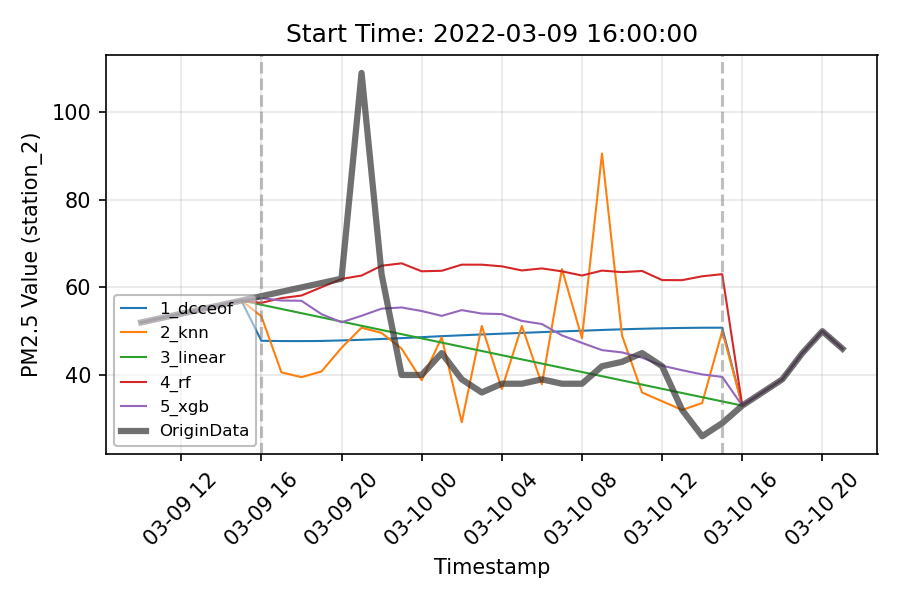 Start Time: 2022-03-09 16:00:00
PM2.5 Value (station_2)
100
80
60
40
1_dcceof
2_knn
3_linear
4_rf
5_xgb
OriginData
03-09 12
03-09 16
03-09 20
03-10 00
03-10 04
03-10 08
03-10 12
03-10 16
03-10 20
Timestamp